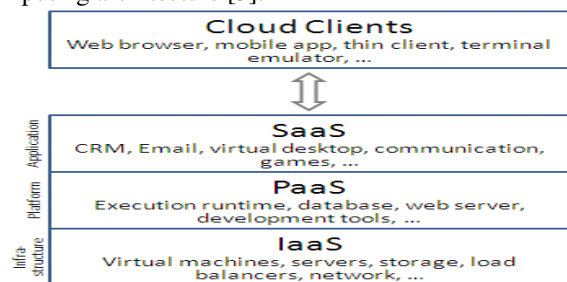 Cloud Clients
Web browser, mobile app, thin client, terminal
emulator, ...
Application
SaaS
CRM, Email, virtual desktop, communication,
games, ...
Platform
PaaS
Execution runtime, database, web server,
development tools, ...
Infra-
structure
IaaS
Virtual machines, servers, storage, load
balancers, network, ...